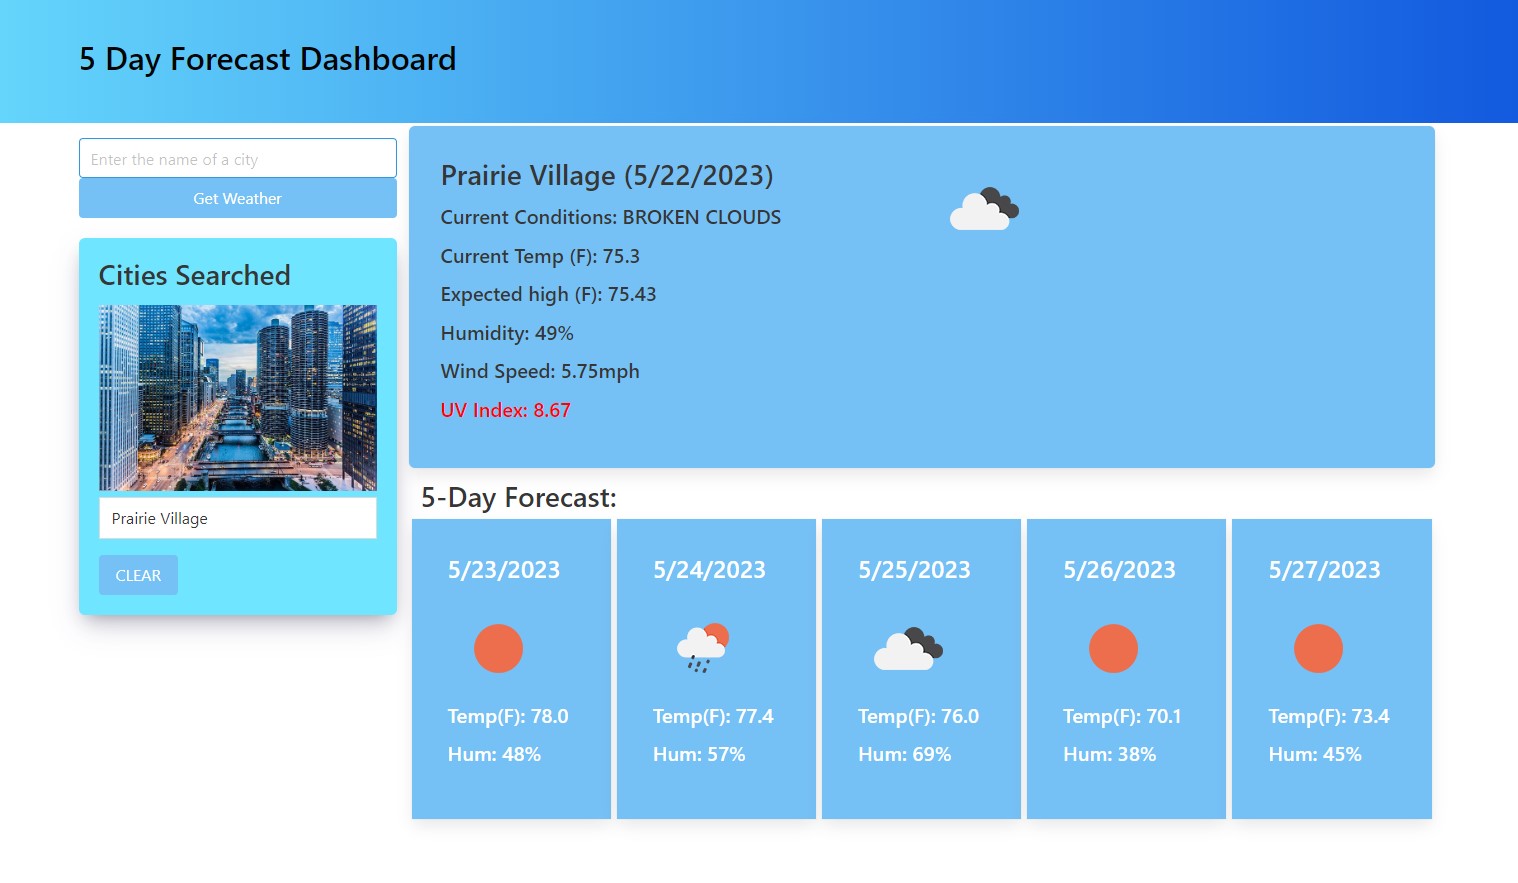 5 Day Forecast Dashboard
Enter the name of a city
Get Weather
Cities Searched
Prairie Village
CLEAR
Prairie Village (5/22/2023)
Current Conditions: BROKEN CLOUDS
Current Temp (F): 75.3
Expected high (F): 75.43
Humidity: 49%
Wind Speed: 5.75mph
UV Index: 8.67
5-Day Forecast:
5/23/2023
Temp(F): 78.0
Hum: 48%
5/24/2023
Temp(F): 77.4
Hum: 57%
5/25/2023
Temp(F): 76.0
Hum: 69%
5/26/2023
Temp(F): 70.1
Hum: 38%
5/27/2023
Temp(F): 73.4
Hum: 45%